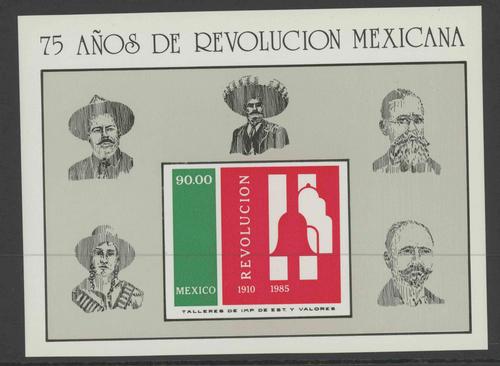 75 AÑOS DE REVOLUCION MEXICANA
90.00
REVOLUCION
MEXICO
1910 1985
TALLERES DE IMP. DE EST. Y VALORES